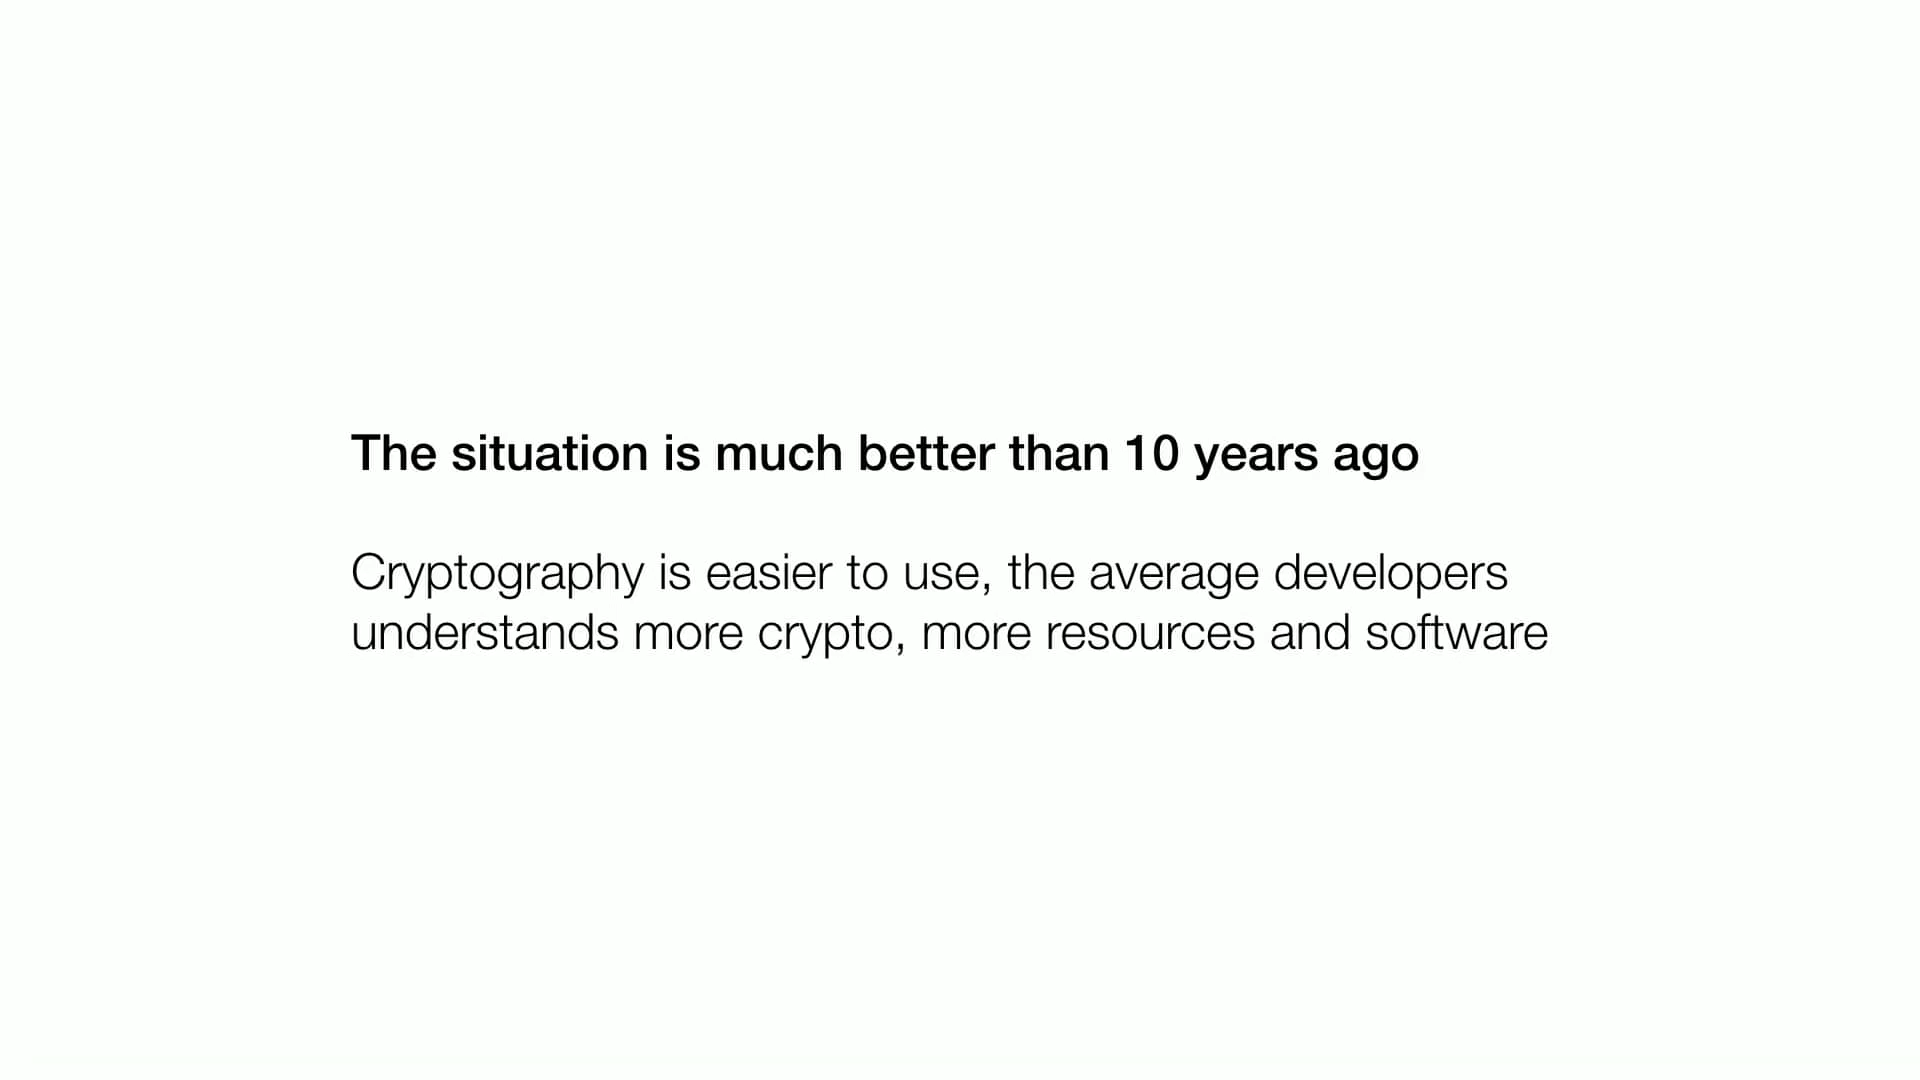 The situation is much better than 10 years ago
Cryptography is easier to use, the average developers
understands more crypto, more resources and software